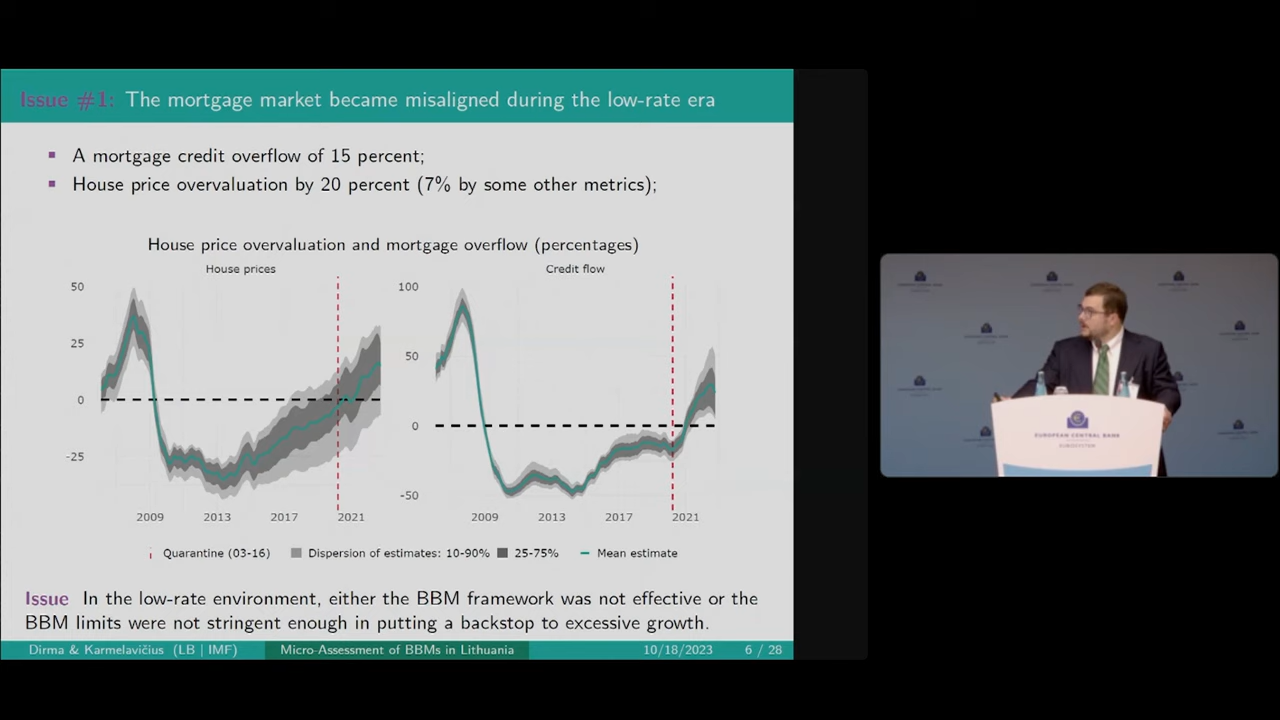 Issue #1: The mortgage market became misaligned during the low-rate era
▪ A mortgage credit overflow of 15 percent;
▪ House price overvaluation by 20 percent (7% by some other metrics);
House price overvaluation and mortgage overflow (percentages)
House prices
50
25
0
-25
2009 2013 2017 2021
Credit flow
100
50
0
-50
2009 2013 2017 2021
Quarantine (03-16) Dispersion of estimates: 10-90% 25-75% Mean estimate
Issue In the low-rate environment, either the BBM framework was not effective or the
BBM limits were not stringent enough in putting a backstop to excessive growth.
Dirma & Karmelavičius (LB | IMF) Micro-Assessment of BBMs in Lithuania 10/18/2023 6 / 28
EUROPEAN CENTRAL BANK
EUROSYSTEM